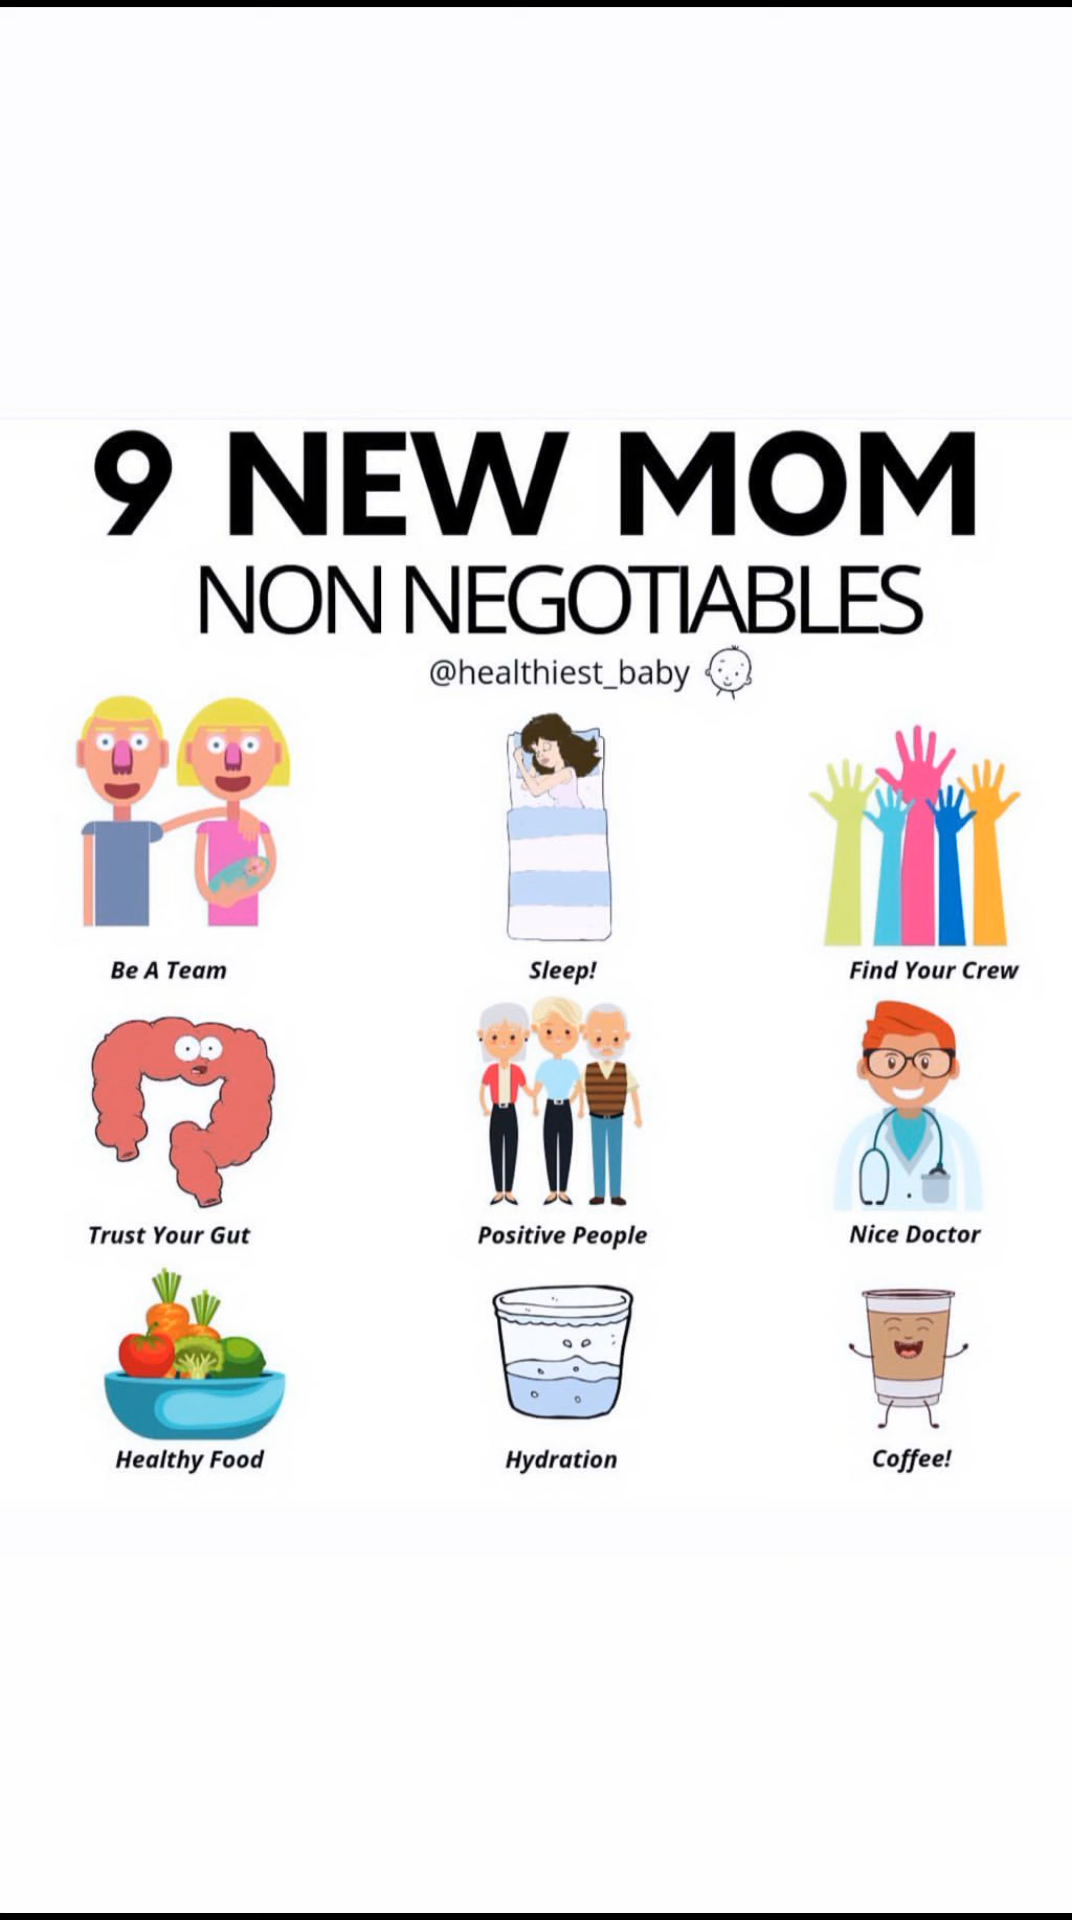 9 NEW MOM
NON NEGOTIABLES
@healthiest_baby
Be A Team
Sleep!
Find Your Crew
Trust Your Gut
Positive People
Nice Doctor
Healthy Food
Hydration
Coffee!